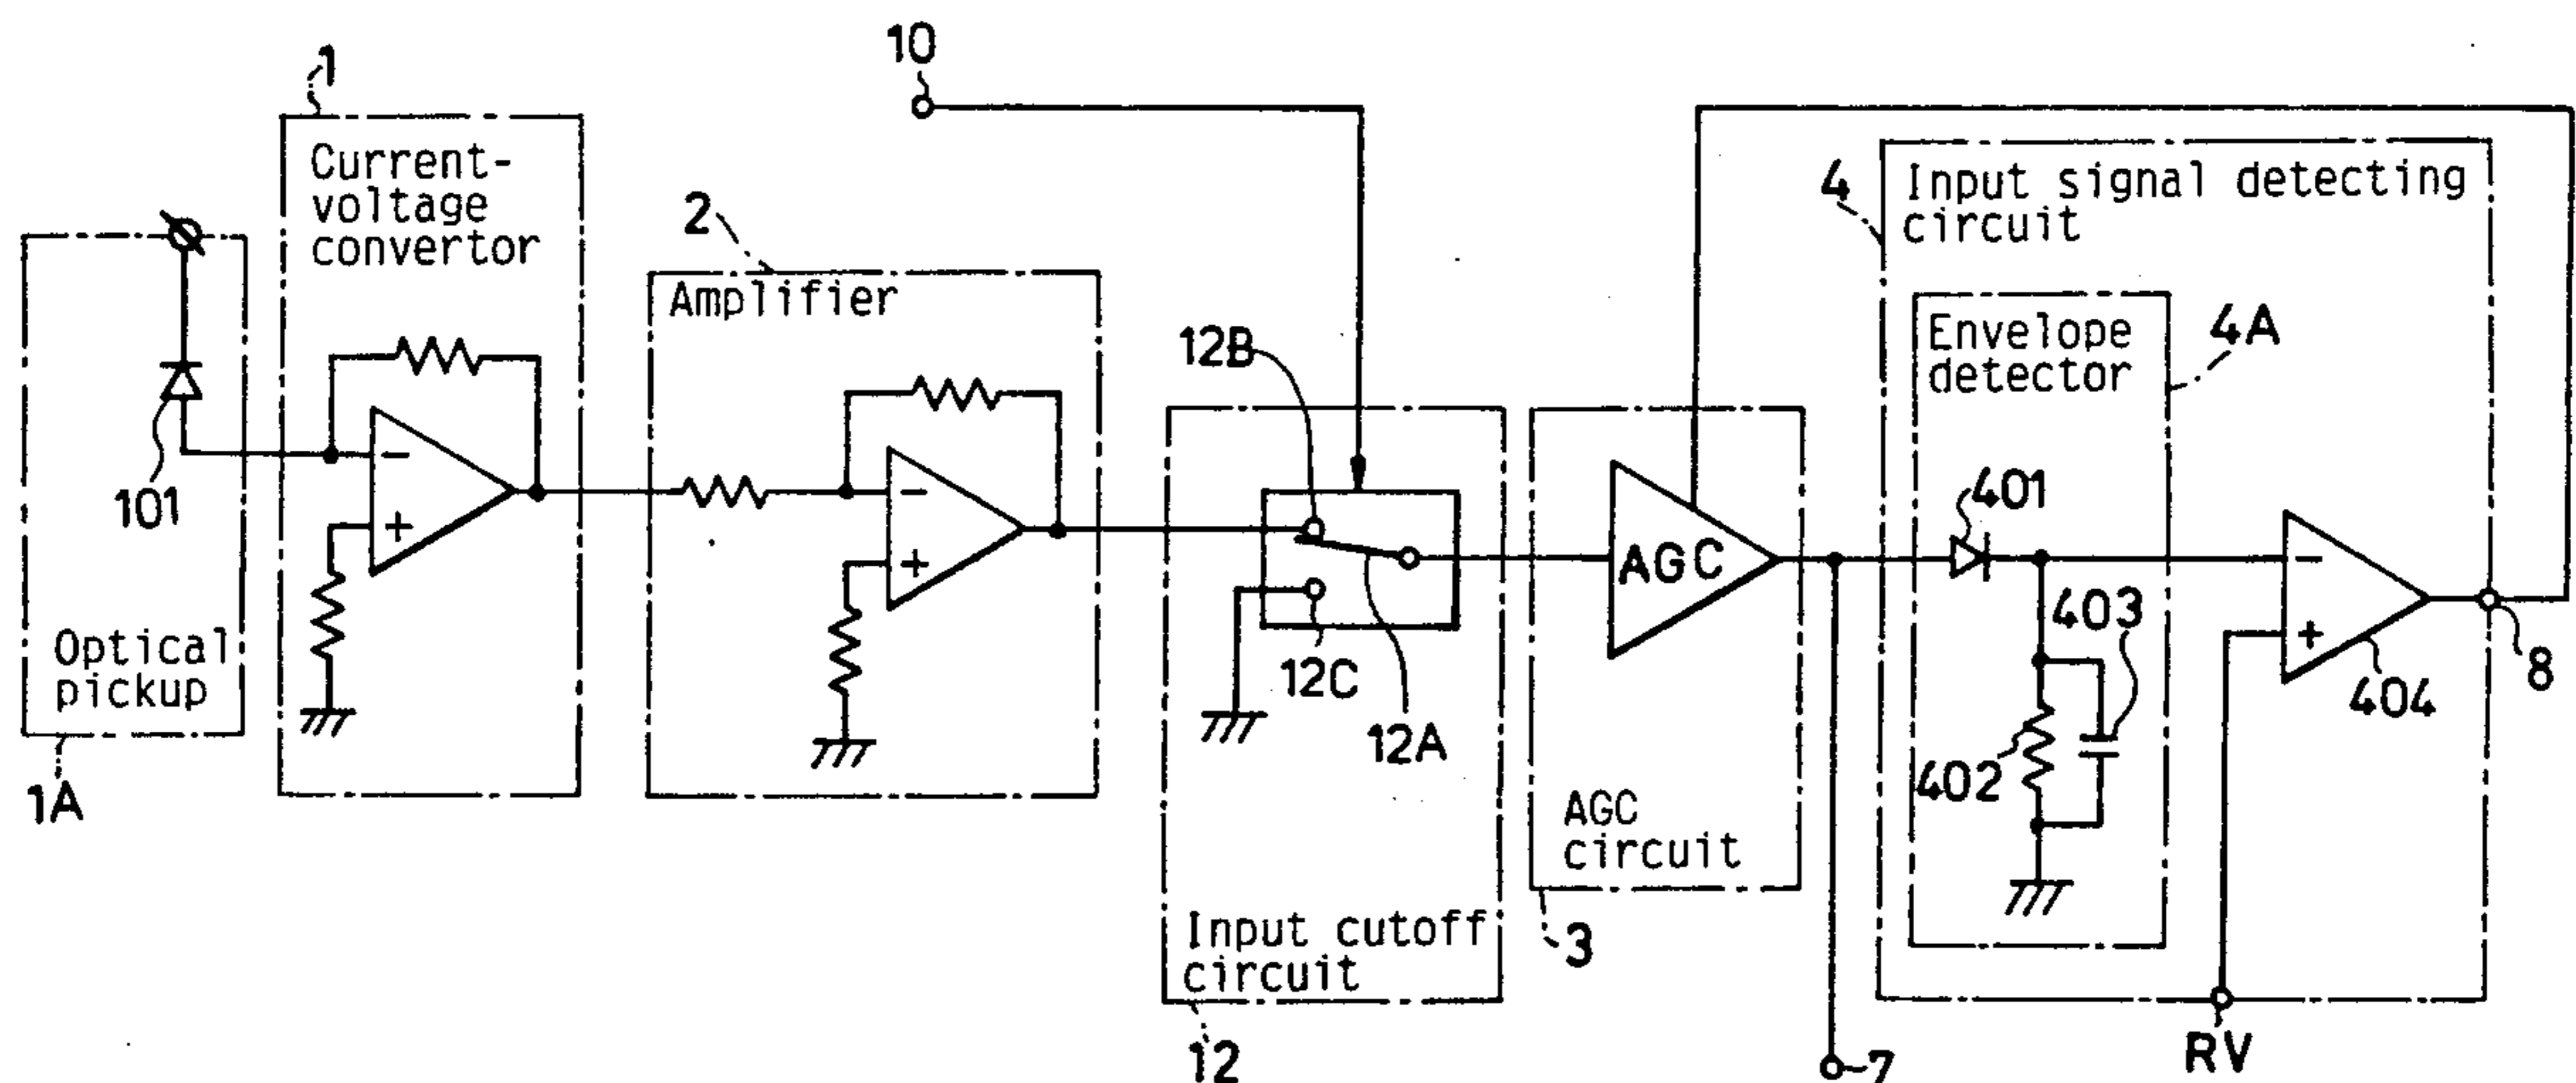 10
1
Current-
voltage
convertor
2
Amplifier
4
Input signal detecting
circuit
Envelope
detector
4A
12B
101
-
+
-
+
AGC
401
-
+
403
404
8
402
12C
12A
Optical
pickup
1A
AGC
circuit
3
Input cutoff
circuit
12
7
RV